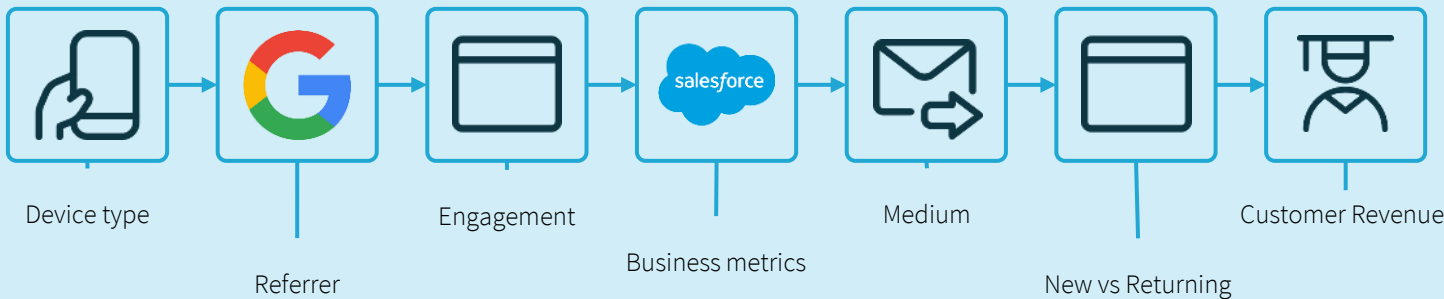 salesforce
Device type
Engagement
Medium
Customer Revenue
Business metrics
Referrer
New vs Returning